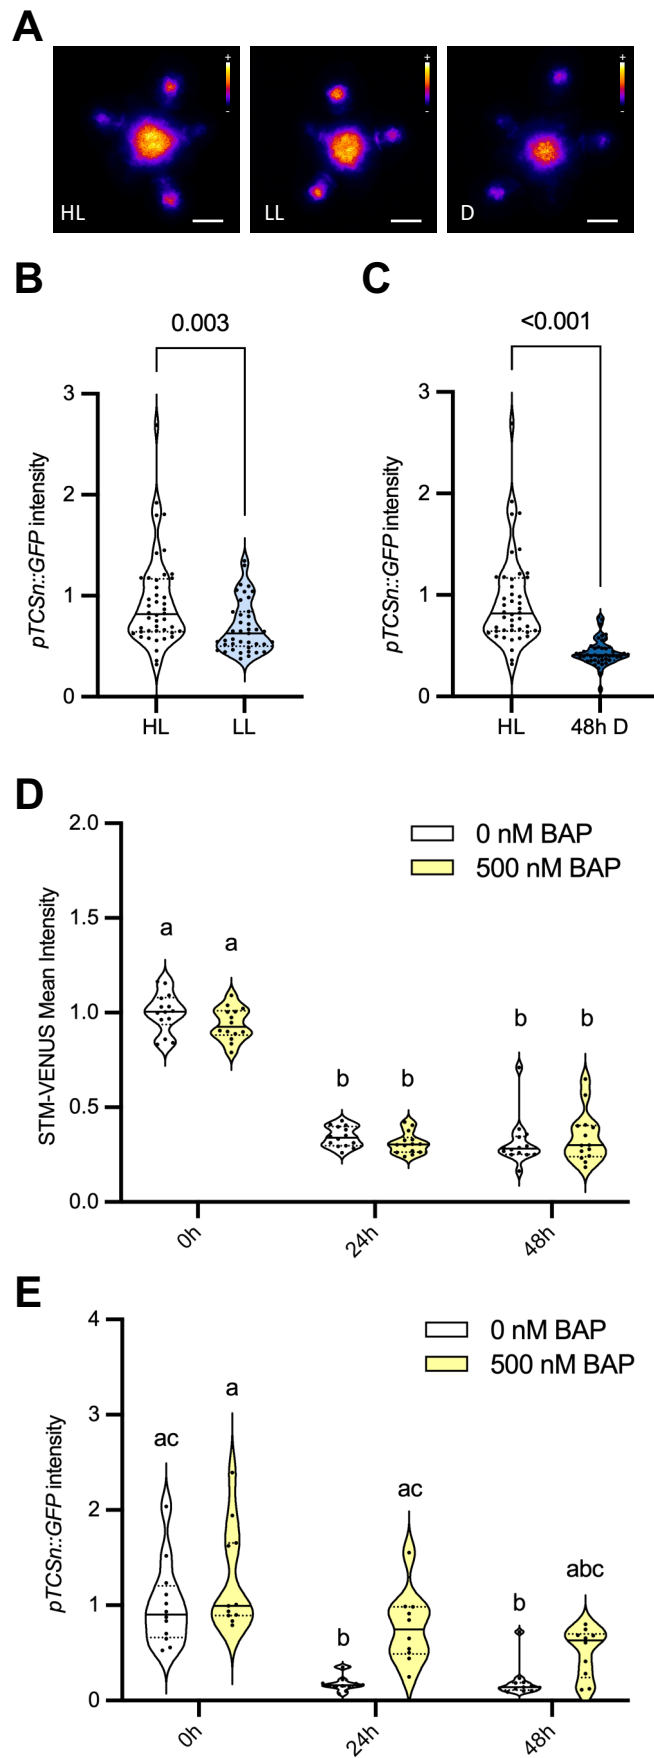 A
+
-
HL
+
-
LL
+
-
D
B
C
0.003
<0.001
3
2
1
0
pTCSn::GFP intensity
HL
LL
3
2
1
0
pTCSn::GFP intensity
HL
48h D
D
0 nM BAP
500 nM BAP
2.0
1.5
1.0
0.5
0.0
STM-VENUS Mean Intensity
a
a
b
b
b
b
0h
24h
48h
E
0 nM BAP
500 nM BAP
4
3
2
1
0
pTCSn::GFP intensity
ac
a
b
ac
b
abc
0h
24h
48h